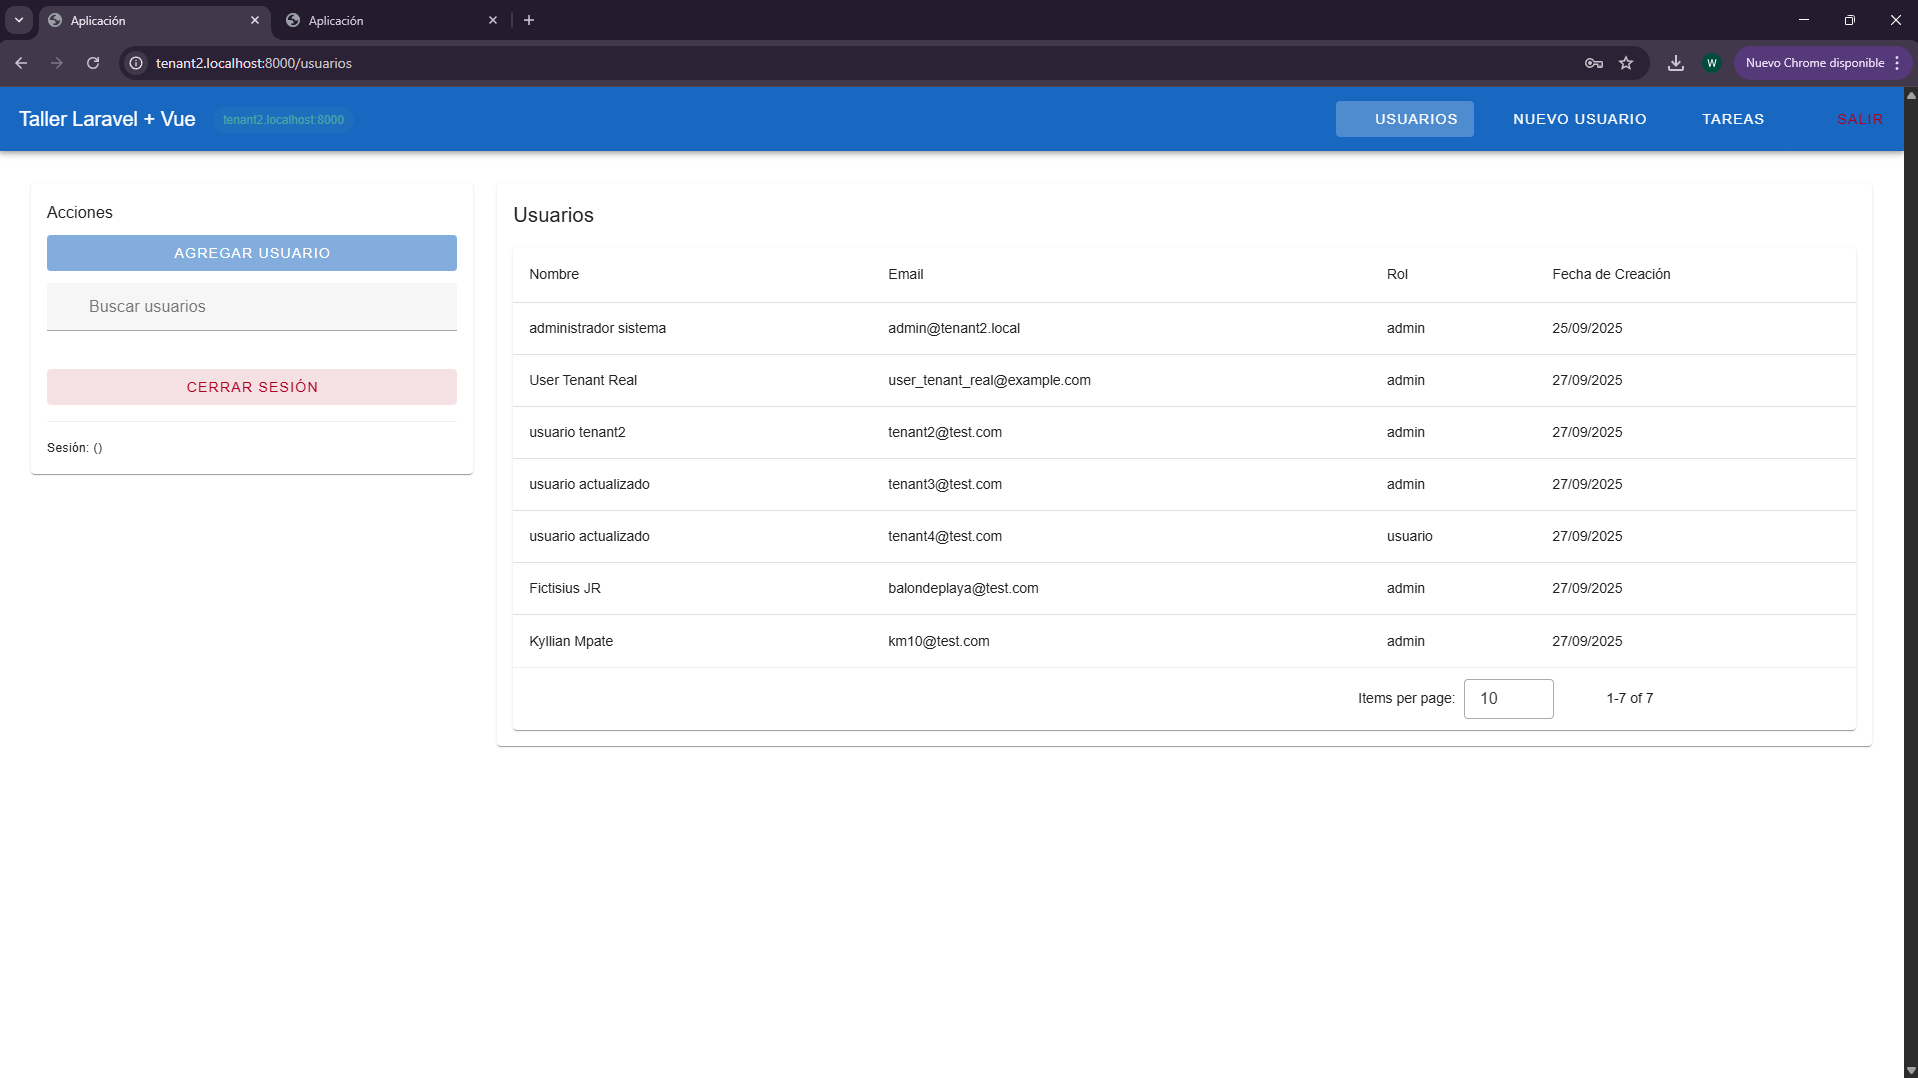 Aplicación
Aplicación
tenant2.localhost:8000/usuarios
W
Nuevo Chrome disponible
Taller Laravel + Vue
tenant2.localhost:8000
USUARIOS
NUEVO USUARIO
TAREAS
SALIR
Acciones
AGREGAR USUARIO
Buscar usuarios
CERRAR SESIÓN
Sesión: ()
Usuarios
Nombre Email Rol Fecha de Creación
administrador sistema admin@tenant2.local admin 25/09/2025
User Tenant Real user_tenant_real@example.com admin 27/09/2025
usuario tenant2 tenant2@test.com admin 27/09/2025
usuario actualizado tenant3@test.com admin 27/09/2025
usuario actualizado tenant4@test.com usuario 27/09/2025
Fictisius JR balondeplaya@test.com admin 27/09/2025
Kyllian Mpate km10@test.com admin 27/09/2025
Items per page: 10 1-7 of 7